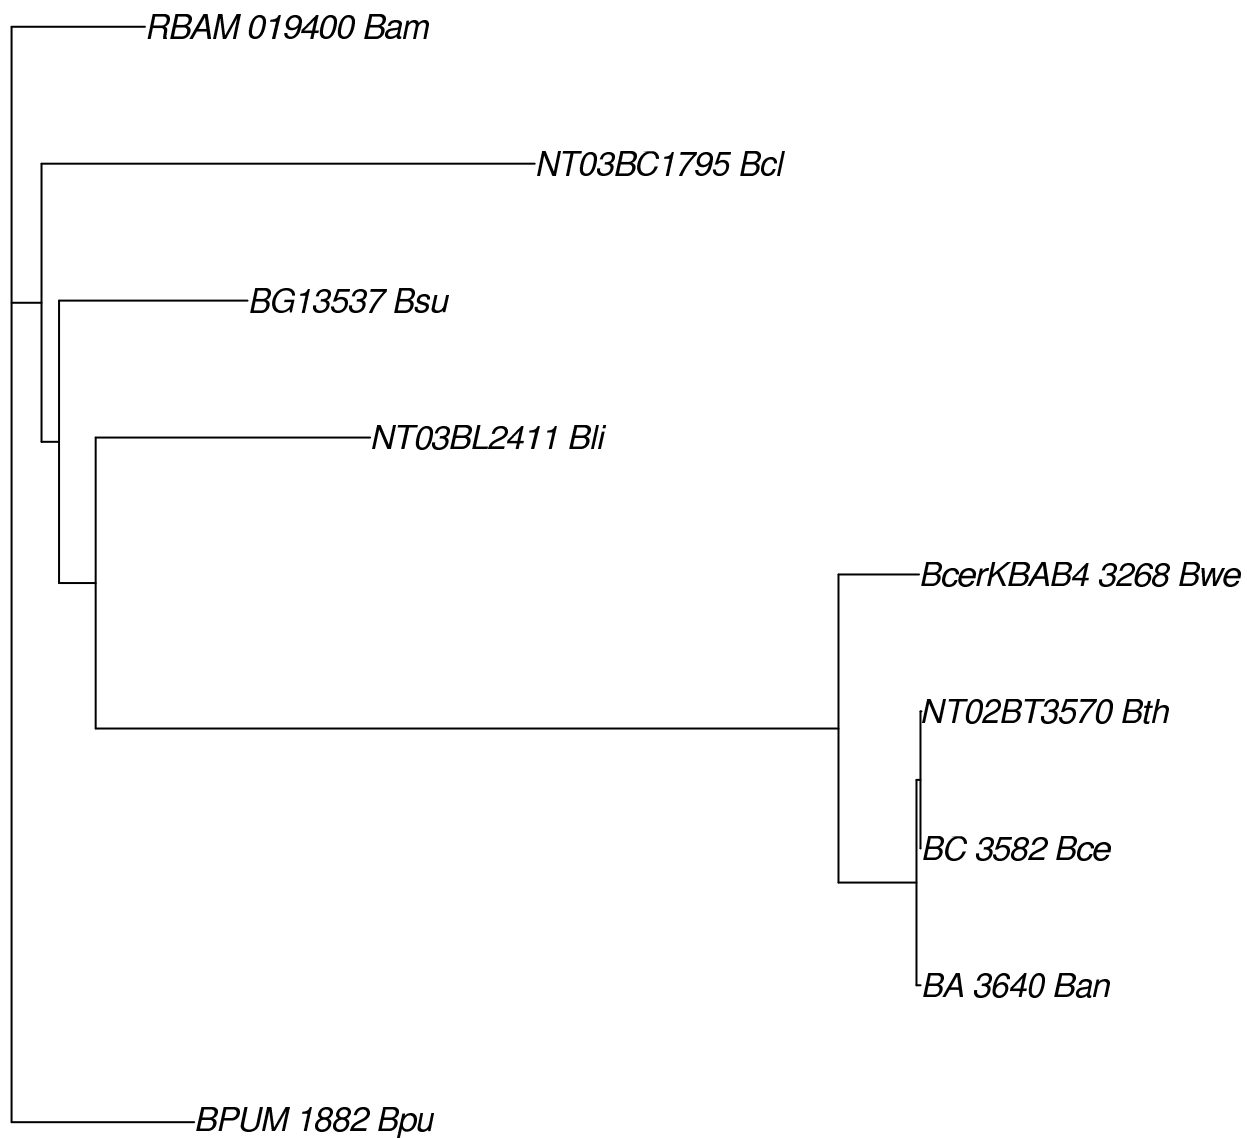 RBAM 019400 Bam
NT03BC1795 Bcl
BG13537 Bsu
NT03BL2411 Bli
BcerKBAB4 3268 Bwe
NT02BT3570 Bth
BC 3582 Bce
BA 3640 Ban
BPUM 1882 Bpu